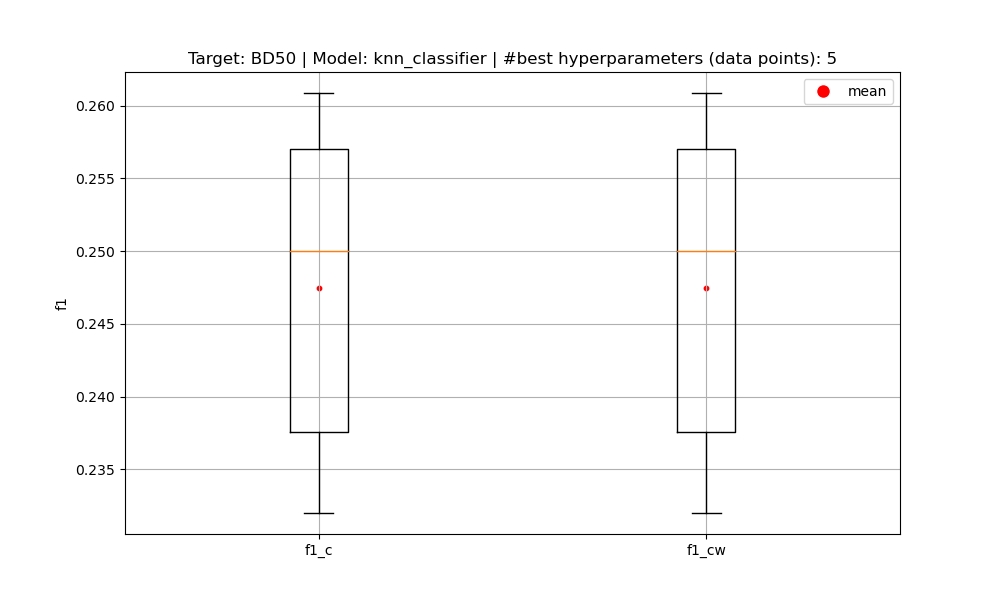 Target: BD50 | Model: knn_classifier | #best hyperparameters (data points): 5
mean
0.260
0.255
0.250
0.245
0.240
0.235
f1
f1_c
f1_cw